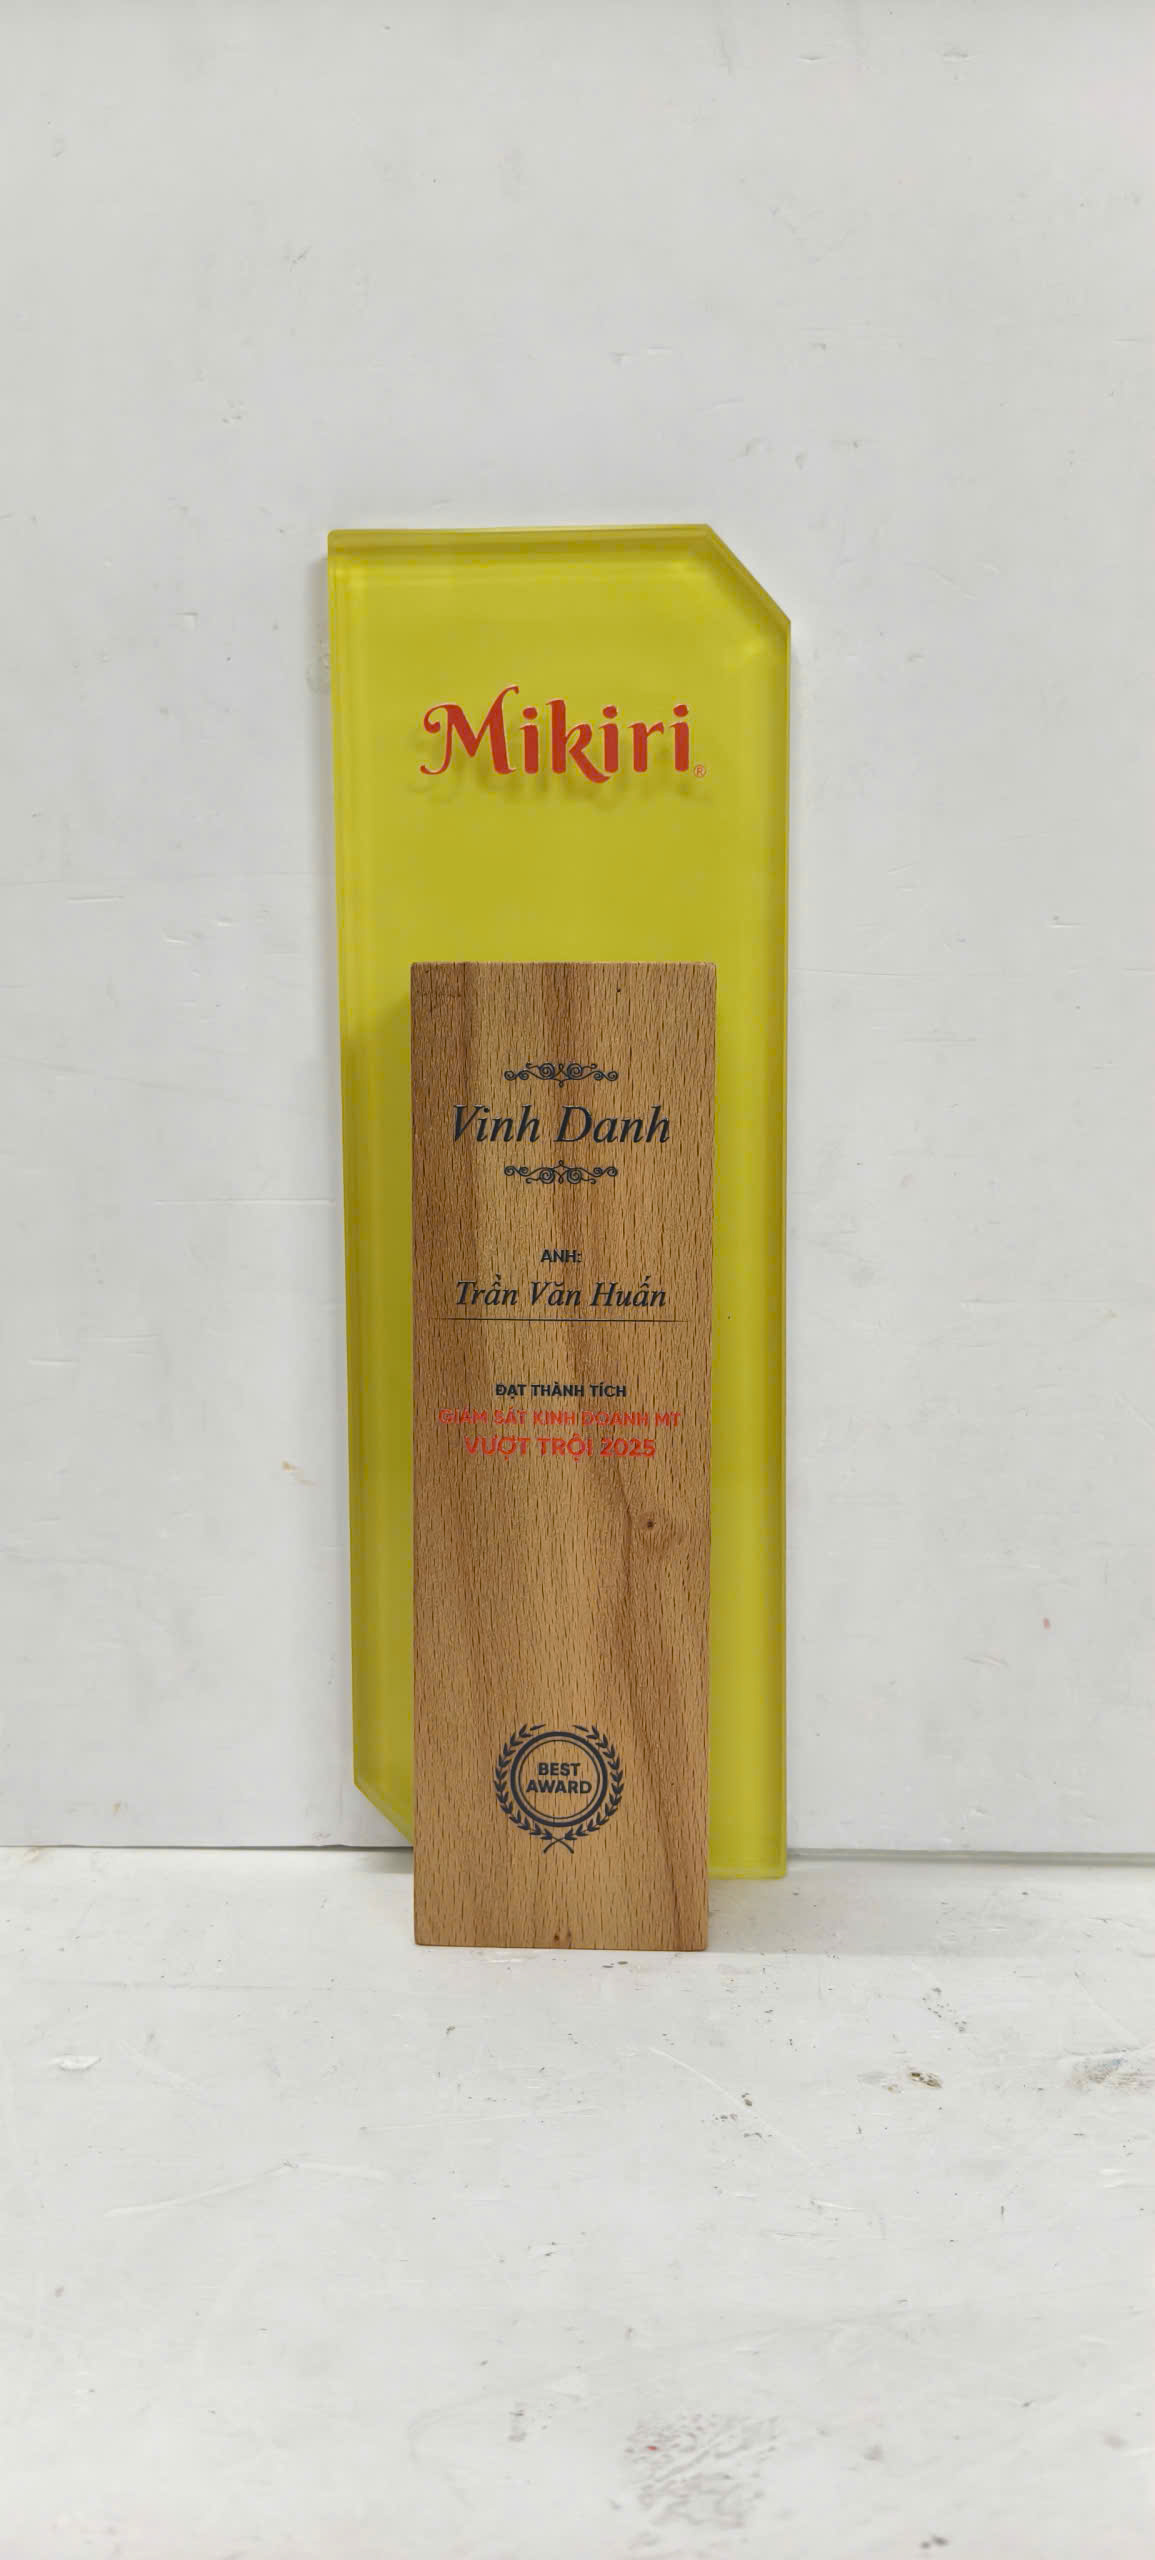 Mikiri®
Vinh Danh
ANH:
Trần Văn Huấn
ĐẠT THÀNH TÍCH
GIÁM SÁT KINH DOANH MT
VƯỢT TRỘI 2025
BEST
AWARD